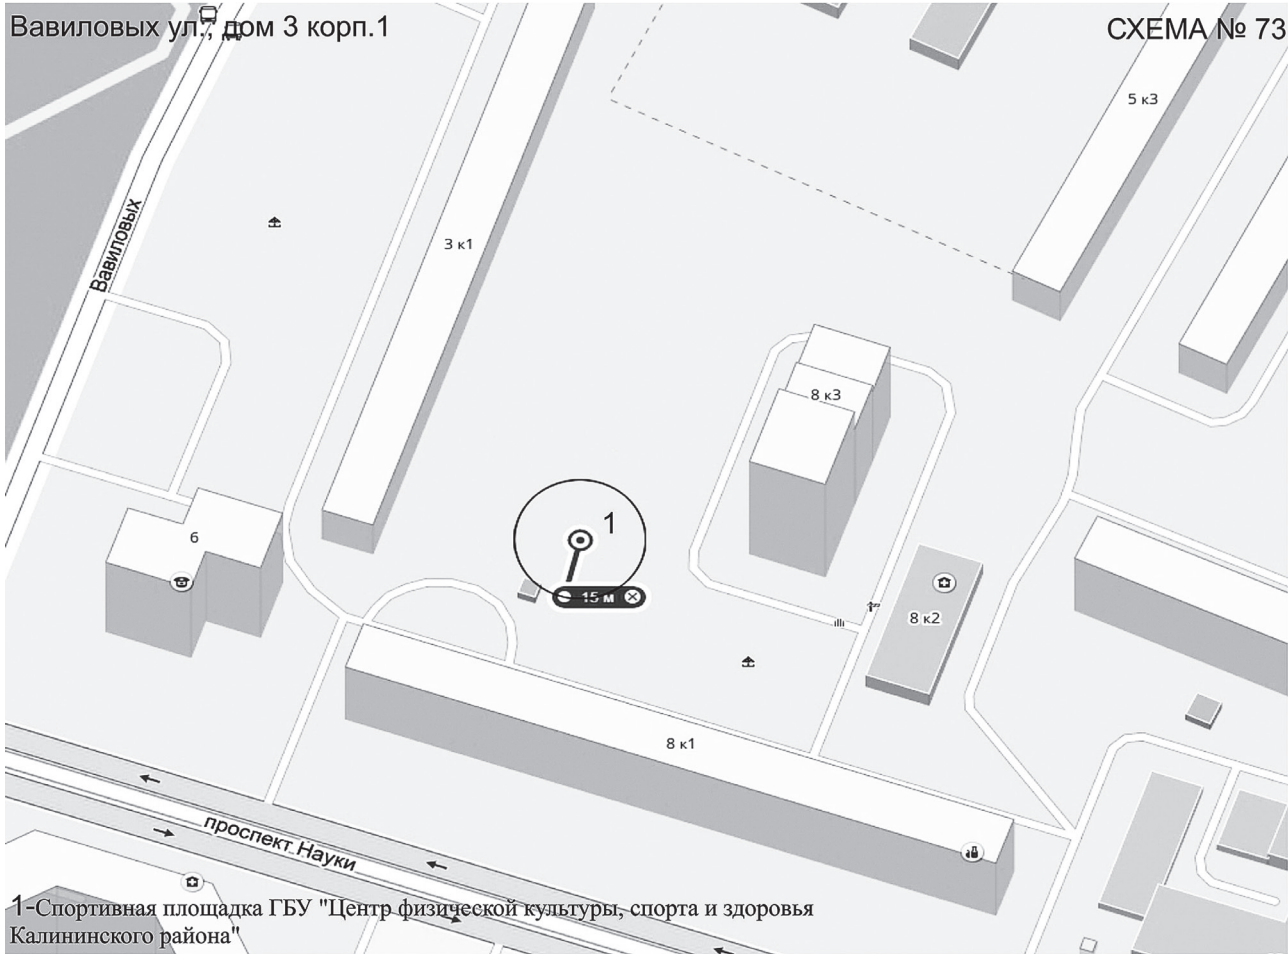 Вавиловых ул., дом 3 корп.1
СХЕМА № 73
5 к3
Вавиловых
3 к1
8 к3
1
6
15 м
8 к2
8 к1
проспект Науки
1-Спортивная площадка ГБУ "Центр физической культуры, спорта и здоровья
Калининского района"